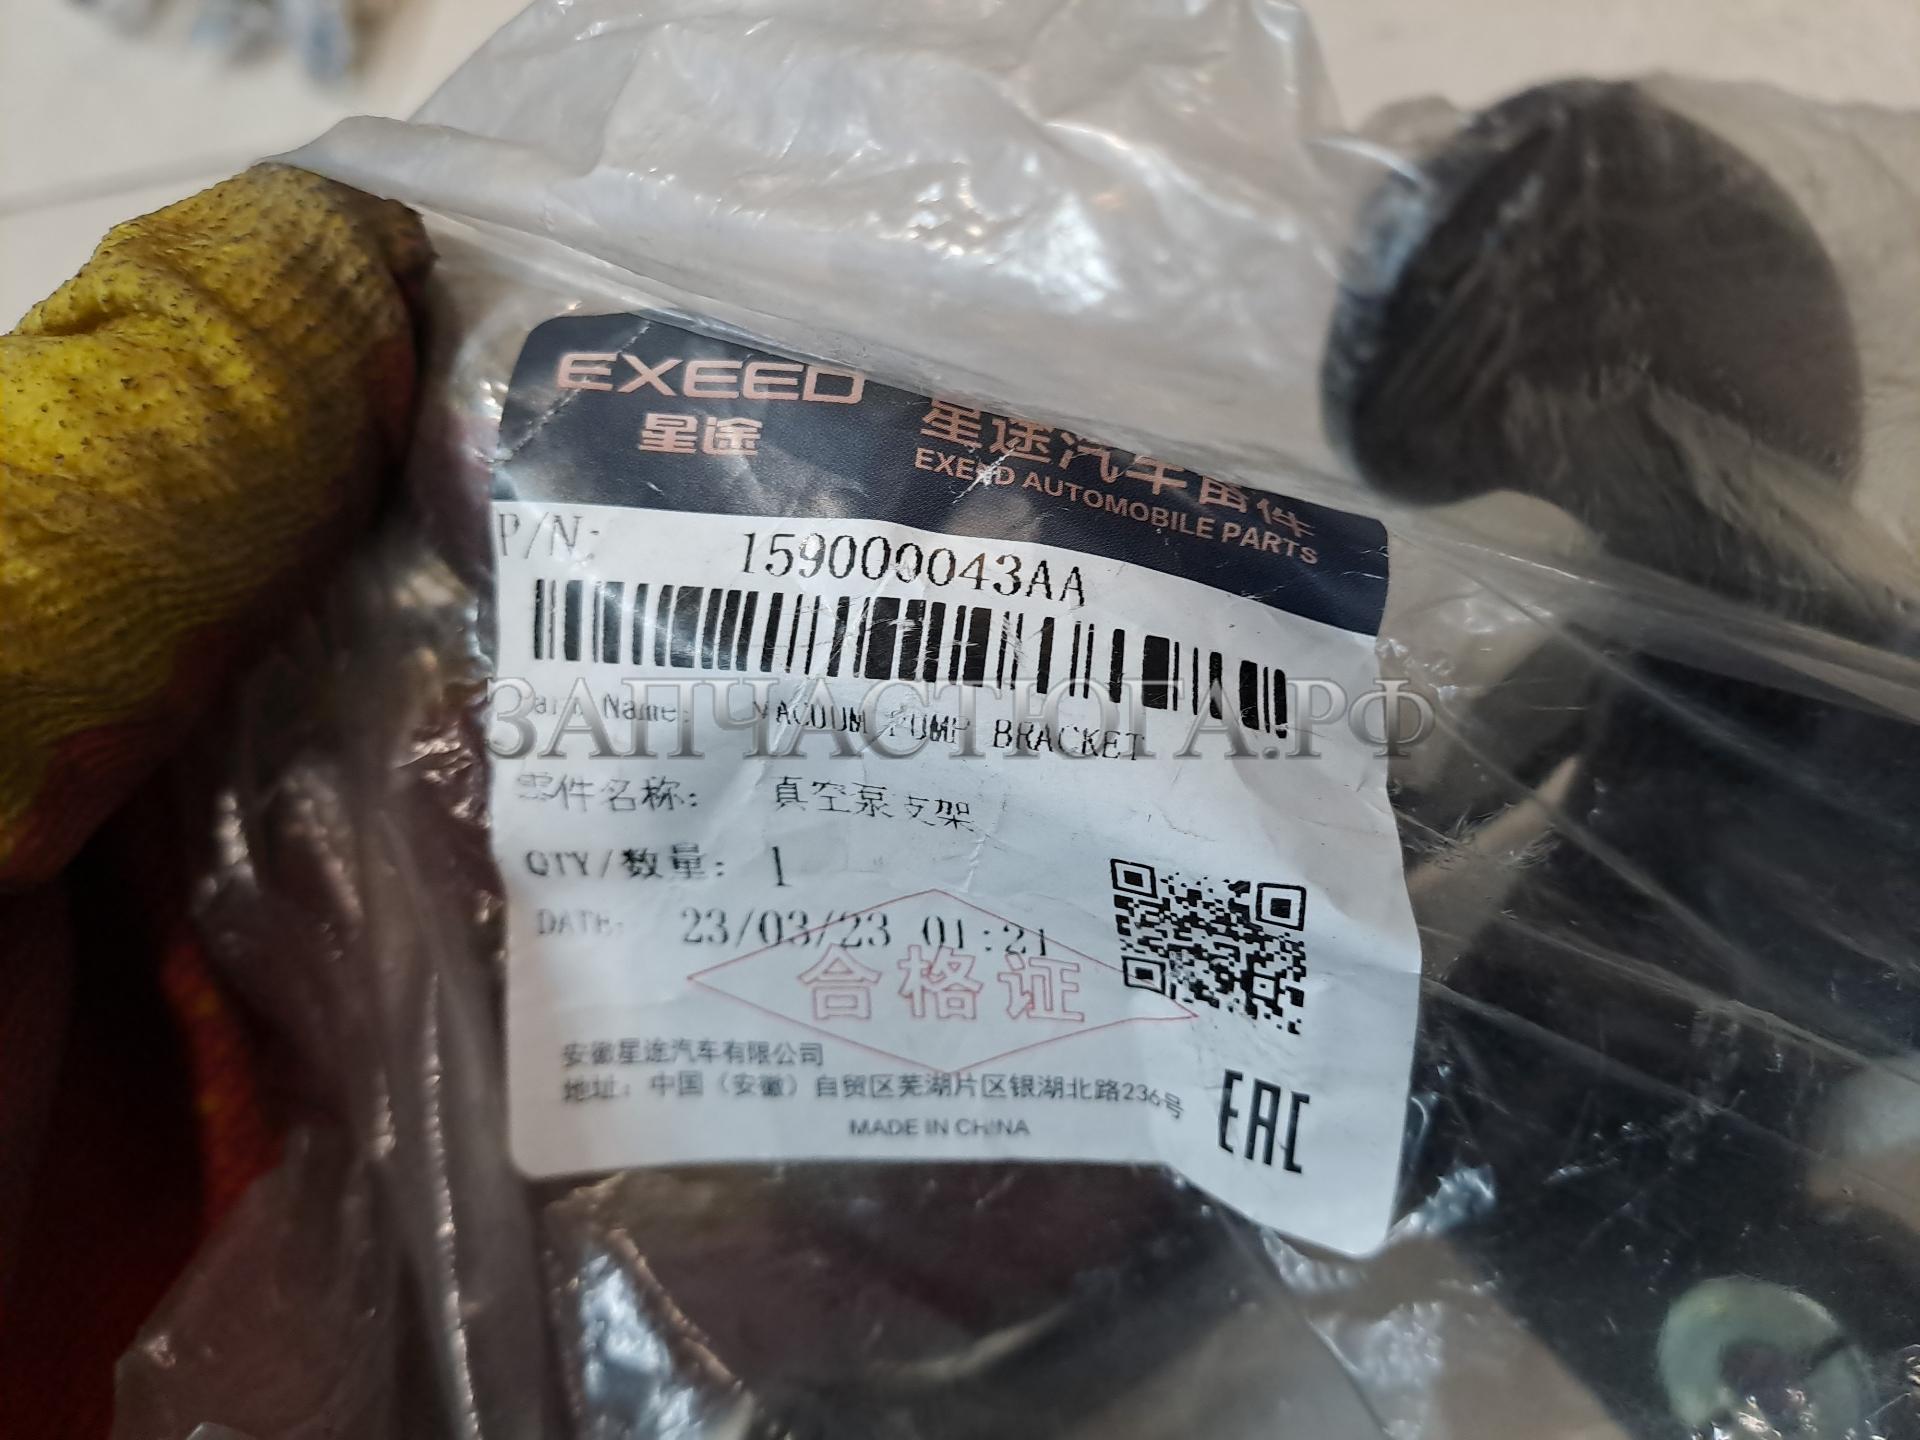 EXEED
星途
星途汽车备件
EXEED AUTOMOBILE PARTS
P/N: 159000043AA
Part Name: VACUUM PUMP BRACKET
ЗАПЧАСТЮГА.РФ
零件名称: 真空泵支架
QTY/数量: 1
DATE: 23/03/23 01:21
合格证
安徽星途汽车有限公司
地址：中国（安徽）自贸区芜湖片区银湖北路236号
MADE IN CHINA
EAC